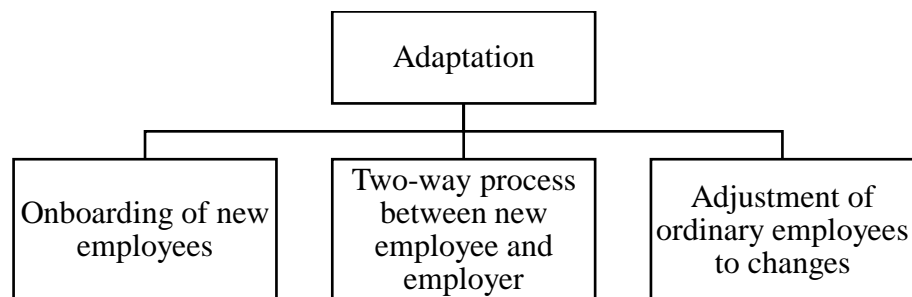 Adaptation
Onboarding of new
employees
Two-way process
between new
employee and
employer
Adjustment of
ordinary employees
to changes